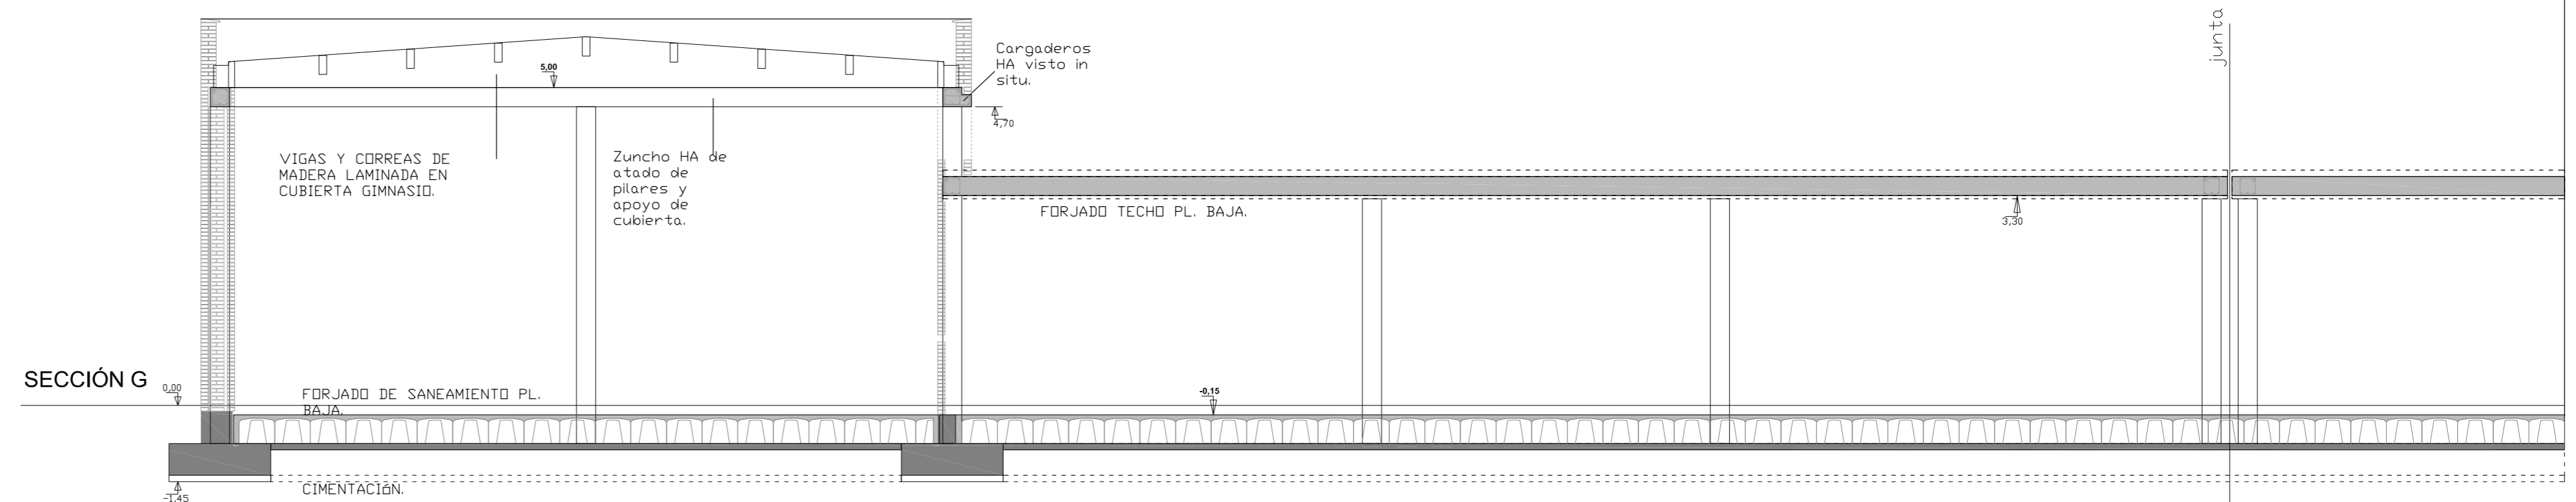 junta
Cargaderos
HA visto in
situ.
5,00
4,70
VIGAS Y CORREAS DE
MADERA LAMINADA EN
CUBIERTA GIMNASIO.
Zuncho HA de
atado de
pilares y
apoyo de
cubierta.
FORJADO TECHO PL. BAJA.
3,30
SECCIÓN G
0,00
FORJADO DE SANEAMIENTO PL.
BAJA.
-0,15
CIMENTACIóN.
-1.45